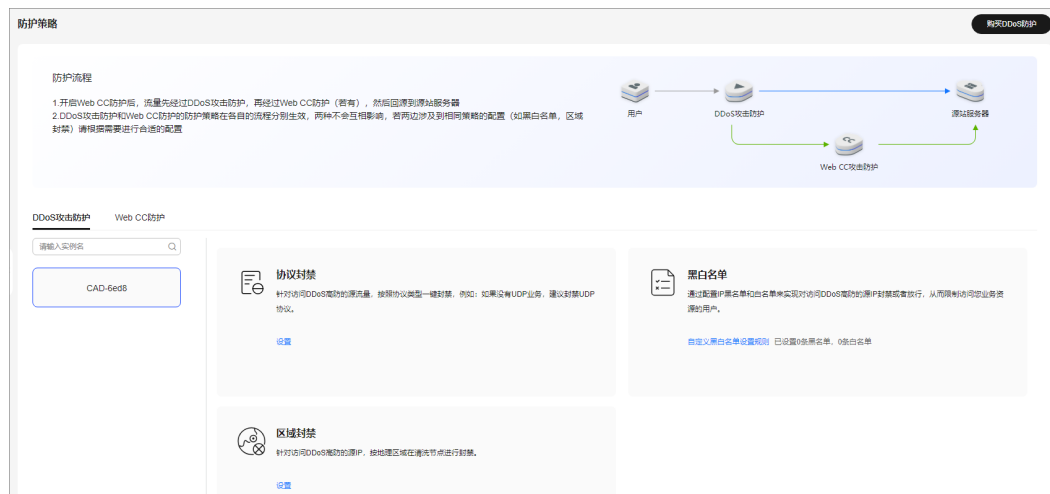 防护策略
购买DDoS防护
防护流程
1.开启Web CC防护后，流量先经过DDoS攻击防护，再经过Web CC防护（若有），然后回源到源站服务器
2.DDoS攻击防护和Web CC防护的防护策略在各自的流程分别生效，两种不会互相影响，若两边涉及到相同策略的配置（如黑白名单，区域
封禁）请根据需要进行合适的配置
用户
DDoS攻击防护
源站服务器
Web CC攻击防护
DDoS攻击防护
Web CC防护
请输入实例名
CAD-6ed8
协议封禁
针对访问DDoS高防的源流量，按照协议类型一键封禁，例如：如果没有UDP业务，建议封禁UDP
协议。
设置
黑白名单
通过配置IP黑名单和白名单来实现对访问DDoS高防的源IP封禁或者放行，从而限制访问您业务资
源的用户。
自定义黑白名单设置规则 已设置0条黑名单，0条白名单
区域封禁
针对访问DDoS高防的源IP，按地理区域在清洗节点进行封禁。
设置